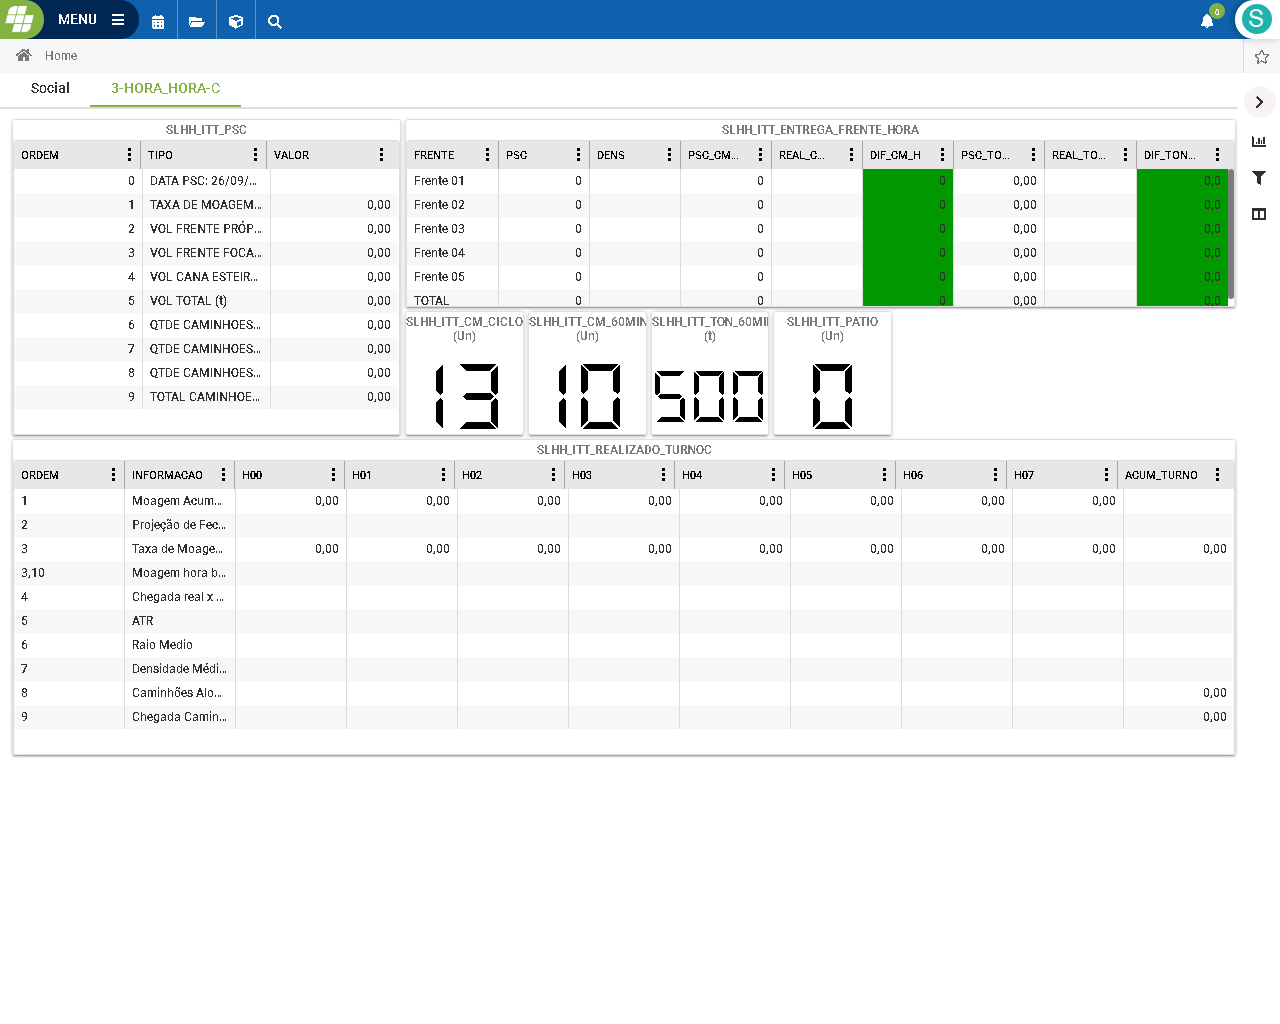 MENU
0
S
Home
Social
3-HORA_HORA-C
SLHH_ITT_PSC
ORDEM TIPO VALOR
0 DATA PSC: 26/09/...
1 TAXA DE MOAGEM... 0,00
2 VOL FRENTE PRÓP... 0,00
3 VOL FRENTE FOCA... 0,00
4 VOL CANA ESTEIR... 0,00
5 VOL TOTAL (t) 0,00
6 QTDE CAMINHOES... 0,00
7 QTDE CAMINHOES... 0,00
8 QTDE CAMINHOES... 0,00
9 TOTAL CAMINHOE... 0,00
SLHH_ITT_ENTREGA_FRENTE_HORA
FRENTE PSC DENS PSC_CM... REAL_C... DIF_CM_H PSC_TO... REAL_TO... DIF_TON...
Frente 01 0 0 0 0,00 0,0
Frente 02 0 0 0 0,00 0,0
Frente 03 0 0 0 0,00 0,0
Frente 04 0 0 0 0,00 0,0
Frente 05 0 0 0 0,00 0,0
TOTAL 0 0 0 0,00 0,0
SLHH_ITT_CM_CICLO
(Un)
13
SLHH_ITT_CM_60MIN
(Un)
10
SLHH_ITT_TON_60MI
(t)
500
SLHH_ITT_PATIO
(Un)
0
SLHH_ITT_REALIZADO_TURNOC
ORDEM INFORMACAO H00 H01 H02 H03 H04 H05 H06 H07 ACUM_TURNO
1 Moagem Acum... 0,00 0,00 0,00 0,00 0,00 0,00 0,00 0,00
2 Projeção de Fec...
3 Taxa de Moage... 0,00 0,00 0,00 0,00 0,00 0,00 0,00 0,00 0,00
3,10 Moagem hora b...
4 Chegada real x ...
5 ATR
6 Raio Medio
7 Densidade Médi...
8 Caminhões Alo... 0,00
9 Chegada Camin... 0,00